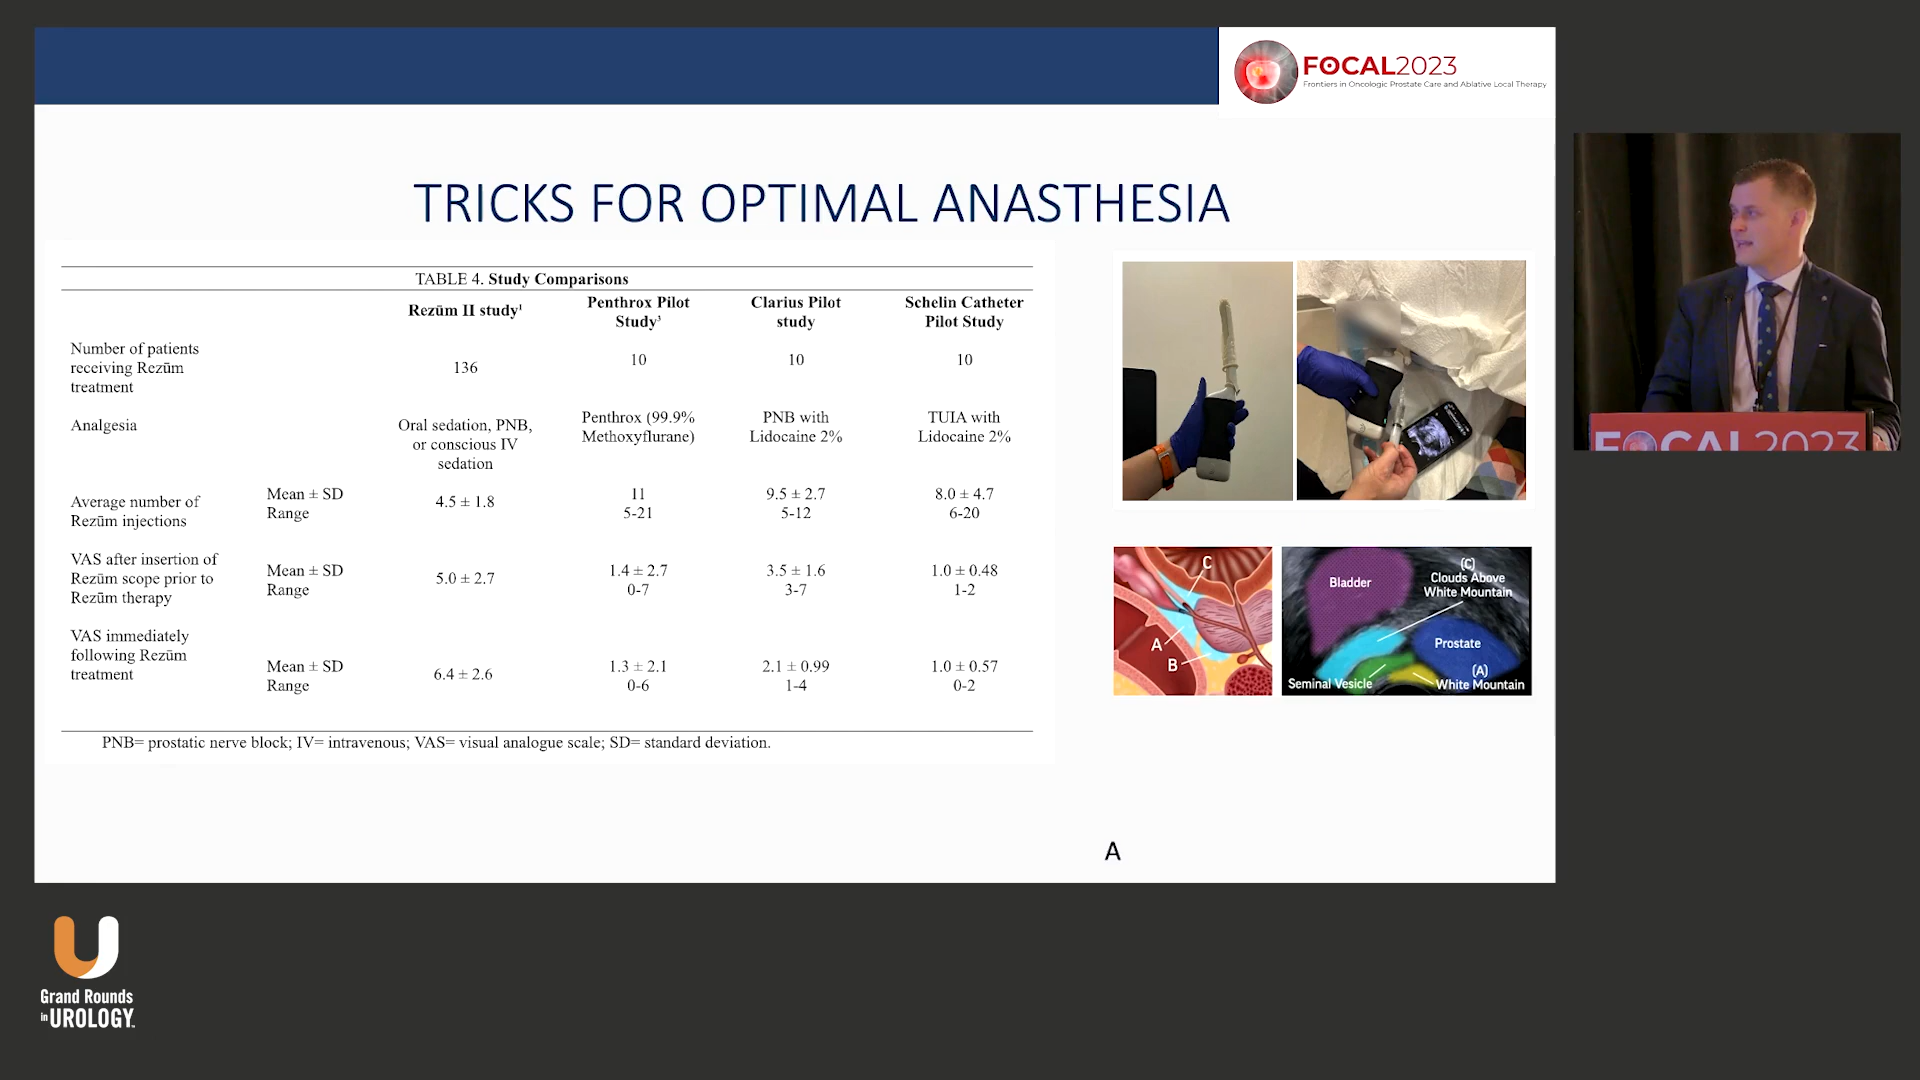 FOCAL2023
Frontiers in Oncologic Prostate Care and Ablative Local Therapy
TRICKS FOR OPTIMAL ANASTHESIA
TABLE 4. Study Comparisons
Rezūm II study¹
Penthrox Pilot
Study³
Clarius Pilot
study
Schelin Catheter
Pilot Study
Number of patients
receiving Rezūm
treatment
136
10
10
10
Analgesia
Oral sedation, PNB,
or conscious IV
sedation
Penthrox (99.9%
Methoxyflurane)
PNB with
Lidocaine 2%
TUIA with
Lidocaine 2%
Average number of
Rezūm injections
Mean ± SD
Range
4.5 ± 1.8
11
5-21
9.5 ± 2.7
5-12
8.0 ± 4.7
6-20
VAS after insertion of
Rezūm scope prior to
Rezūm therapy
Mean ± SD
Range
5.0 ± 2.7
1.4 ± 2.7
0-7
3.5 ± 1.6
3-7
1.0 ± 0.48
1-2
VAS immediately
following Rezūm
treatment
Mean ± SD
Range
6.4 ± 2.6
1.3 ± 2.1
0-6
2.1 ± 0.99
1-4
1.0 ± 0.57
0-2
PNB= prostatic nerve block; IV= intravenous; VAS= visual analogue scale; SD= standard deviation.
C
A
B
Bladder
(C)
Clouds Above
White Mountain
Prostate
(A)
White Mountain
Seminal Vesicle
A
FOCAL 2023
Grand Rounds
in UROLOGY